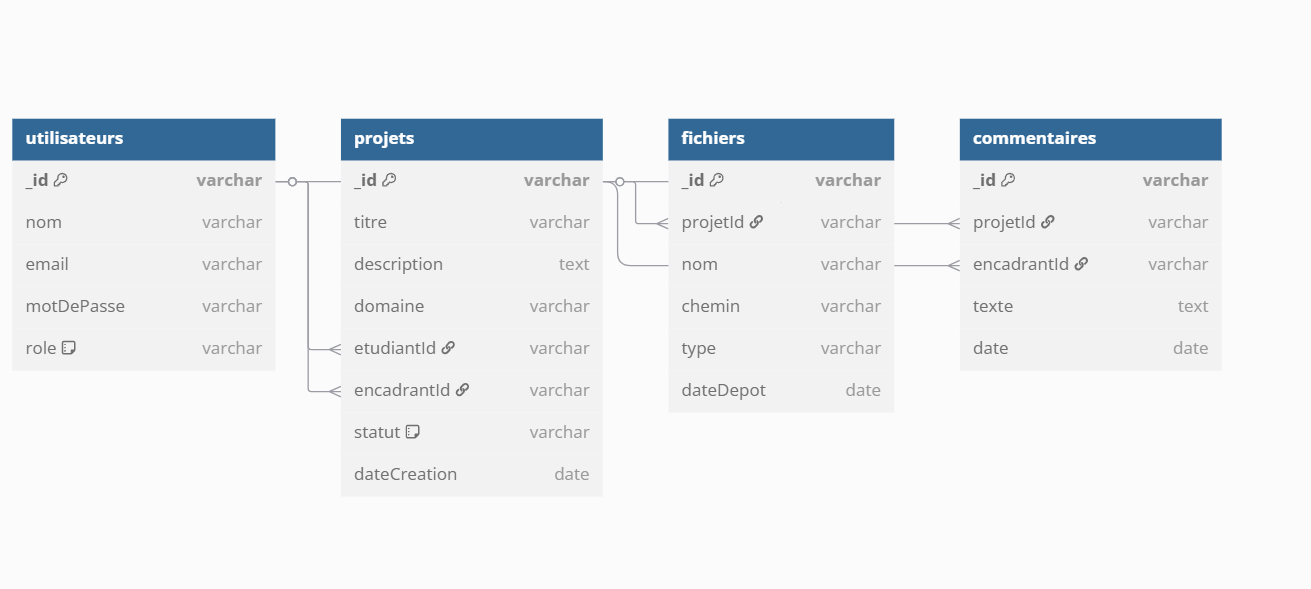 utilisateurs
_id varchar
nom varchar
email varchar
motDePasse varchar
role varchar
projets
_id varchar
titre varchar
description text
domaine varchar
etudiantId varchar
encadrantId varchar
statut varchar
dateCreation date
fichiers
_id varchar
projetId varchar
nom varchar
chemin varchar
type varchar
dateDepot date
commentaires
_id varchar
projetId varchar
encadrantId varchar
texte text
date date